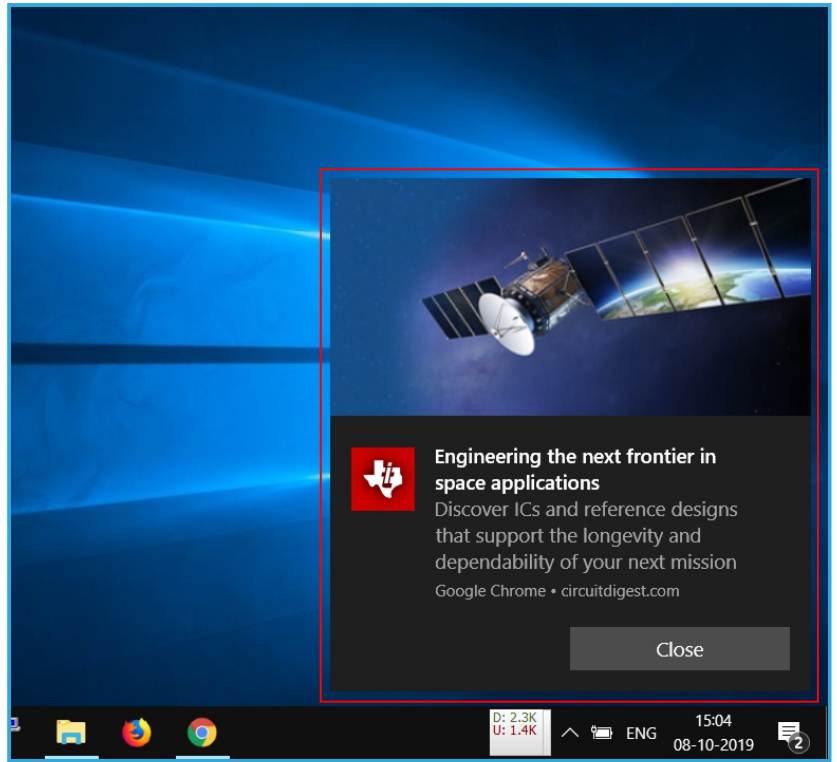 Engineering the next frontier in
space applications
Discover ICs and reference designs
that support the longevity and
dependability of your next mission
Google Chrome • circuitdigest.com
Close
D: 2.3K
U: 1.4K
ENG
15:04
08-10-2019
2